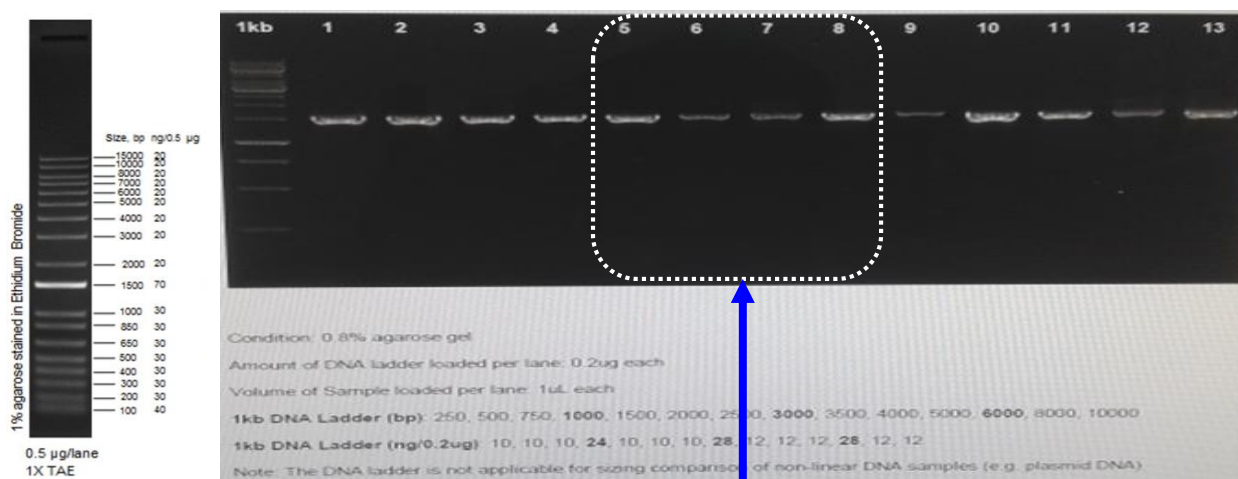 Size, bp ng/0.5 µg
15000 20
10000 20
8000 20
7000 20
6000 20
5000 20
4000 20
3000 20
2000 20
1500 70
1000 30
850 30
650 30
500 30
400 30
300 30
200 30
100 40
1% agarose stained in Ethidium Bromide
0.5 µg/lane
1X TAE
1kb 1 2 3 4 5 6 7 8 9 10 11 12 13
Condition: 0.8% agarose gel
Amount of DNA ladder loaded per lane: 0.2ug each
Volume of Sample loaded per lane: 1uL each
1kb DNA Ladder (bp): 250, 500, 750, 1000, 1500, 2000, 2500, 3000, 3500, 4000, 5000, 6000, 8000, 10000
1kb DNA Ladder (ng/0.2ug): 10, 10, 10, 24, 10, 10, 10, 28, 12, 12, 12, 28, 12, 12
Note: The DNA ladder is not applicable for sizing comparison of non-linear DNA samples (e.g. plasmid DNA)